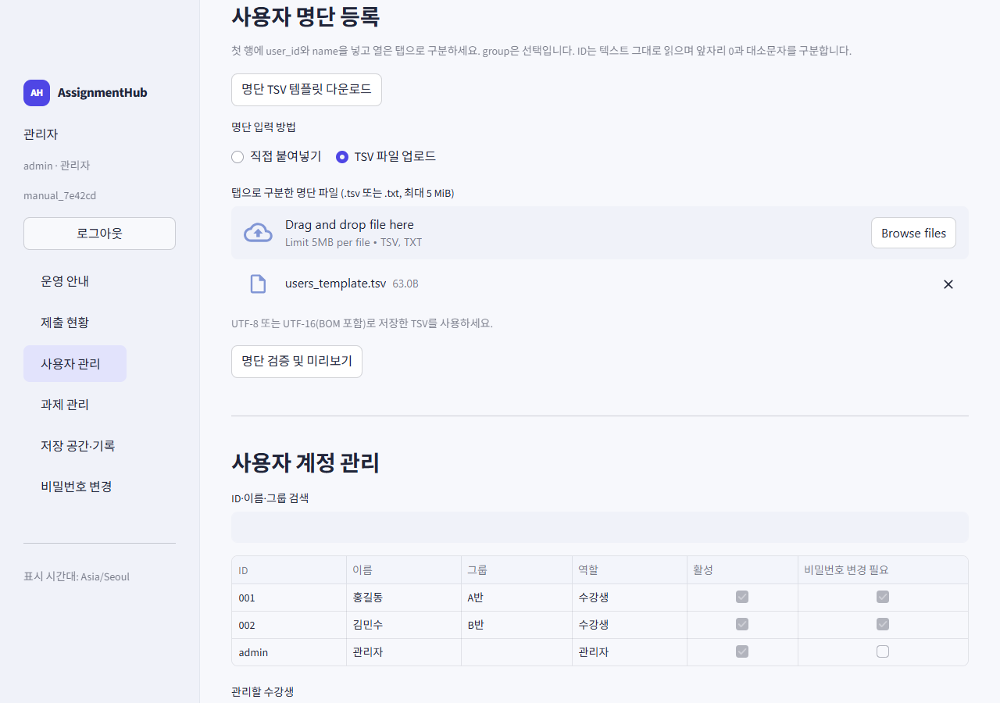 AH AssignmentHub
관리자
admin · 관리자
manual_7e42cd
로그아웃
운영 안내
제출 현황
사용자 관리
과제 관리
저장 공간·기록
비밀번호 변경
표시 시간대: Asia/Seoul
사용자 명단 등록
첫 행에 user_id와 name을 넣고 열은 탭으로 구분하세요. group은 선택입니다. ID는 텍스트 그대로 읽으며 앞자리 0과 대소문자를 구분합니다.
명단 TSV 템플릿 다운로드
명단 입력 방법
직접 붙여넣기 TSV 파일 업로드
탭으로 구분한 명단 파일 (.tsv 또는 .txt, 최대 5 MiB)
Drag and drop file here
Limit 5MB per file • TSV, TXT
Browse files
users_template.tsv 63.0B
UTF-8 또는 UTF-16(BOM 포함)로 저장한 TSV를 사용하세요.
명단 검증 및 미리보기
사용자 계정 관리
ID·이름·그룹 검색
ID 이름 그룹 역할 활성 비밀번호 변경 필요
001 홍길동 A반 수강생
002 김민수 B반 수강생
admin 관리자 관리자
관리할 수강생